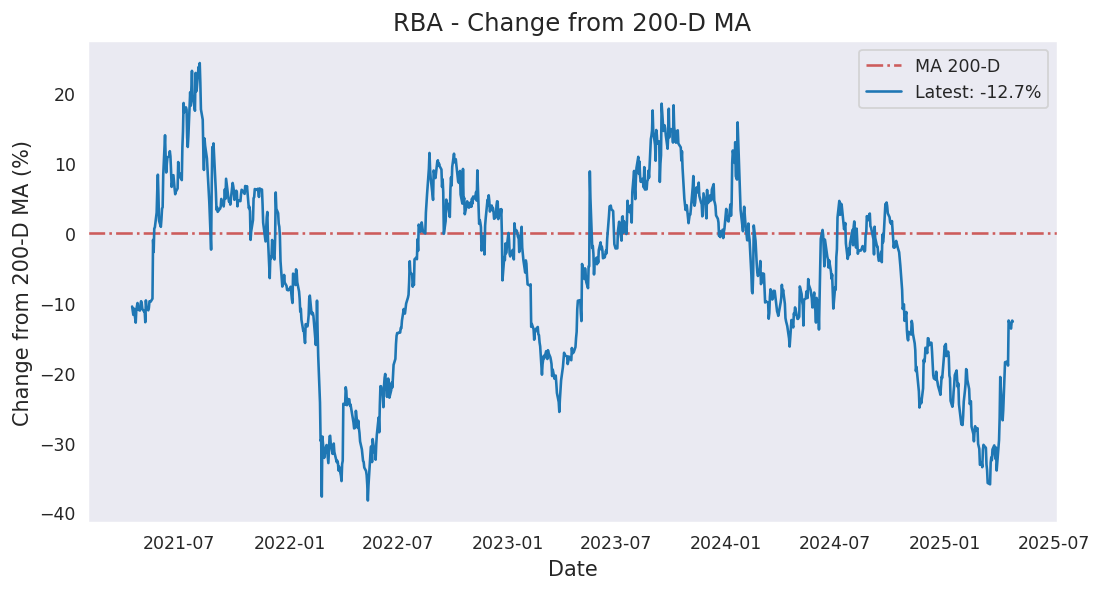 RBA - Change from 200-D MA
MA 200-D
Latest: -12.7%
Change from 200-D MA (%)
20
10
0
−10
−20
−30
−40
2021-07 2022-01 2022-07 2023-01 2023-07 2024-01 2024-07 2025-01 2025-07
Date